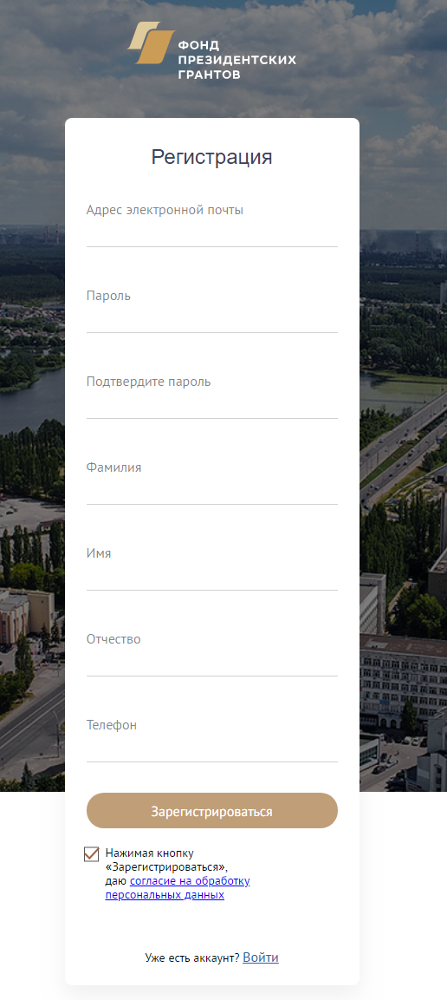 ФОНД
ПРЕЗИДЕНТСКИХ
ГРАНТОВ
Регистрация
Адрес электронной почты
Пароль
Подтвердите пароль
Фамилия
Имя
Отчество
Телефон
Зарегистрироваться
Нажимая кнопку
«Зарегистрироваться»,
даю согласие на обработку
персональных данных
Уже есть аккаунт? Войти